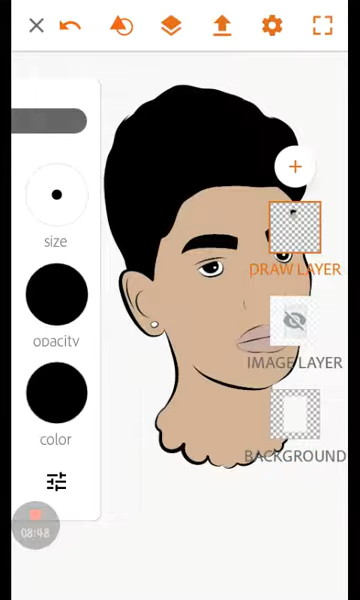 size
DRAW LAYER
opacity
IMAGE LAYER
color
BACKGROUND
08:48